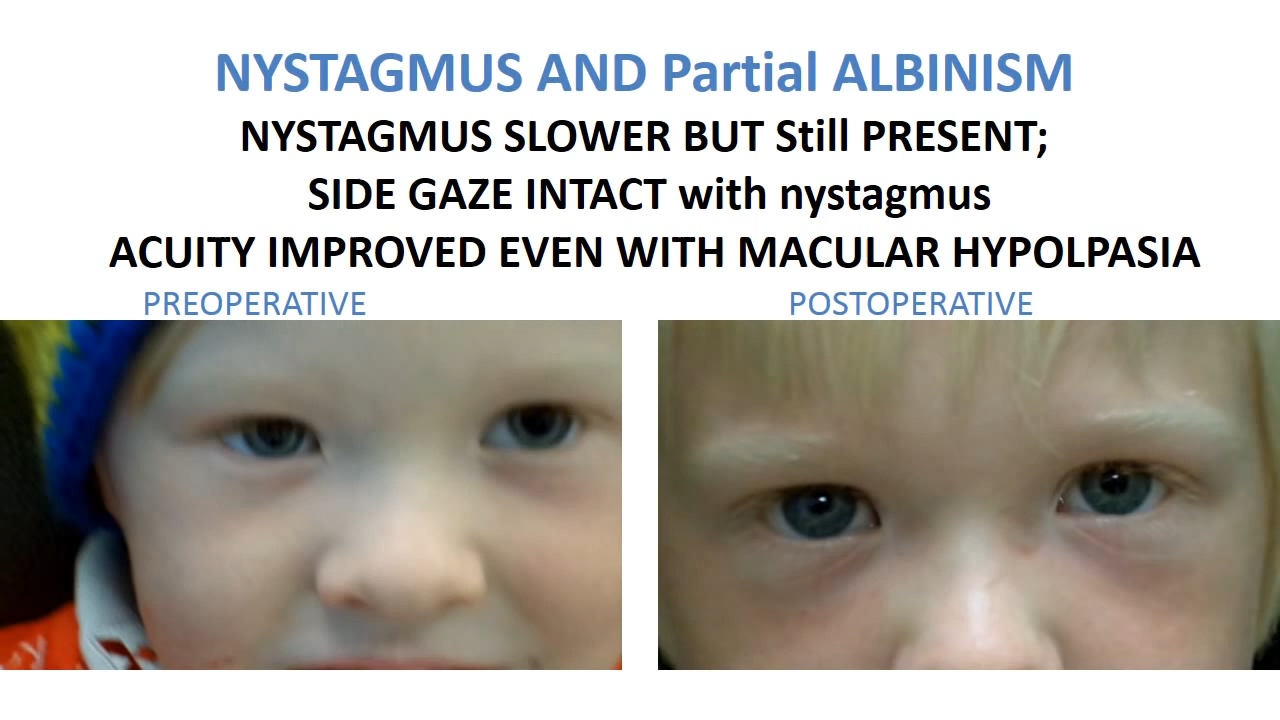 NYSTAGMUS AND Partial ALBINISM
NYSTAGMUS SLOWER BUT Still PRESENT;
SIDE GAZE INTACT with nystagmus
ACUITY IMPROVED EVEN WITH MACULAR HYPOLPASIA
PREOPERATIVE
POSTOPERATIVE